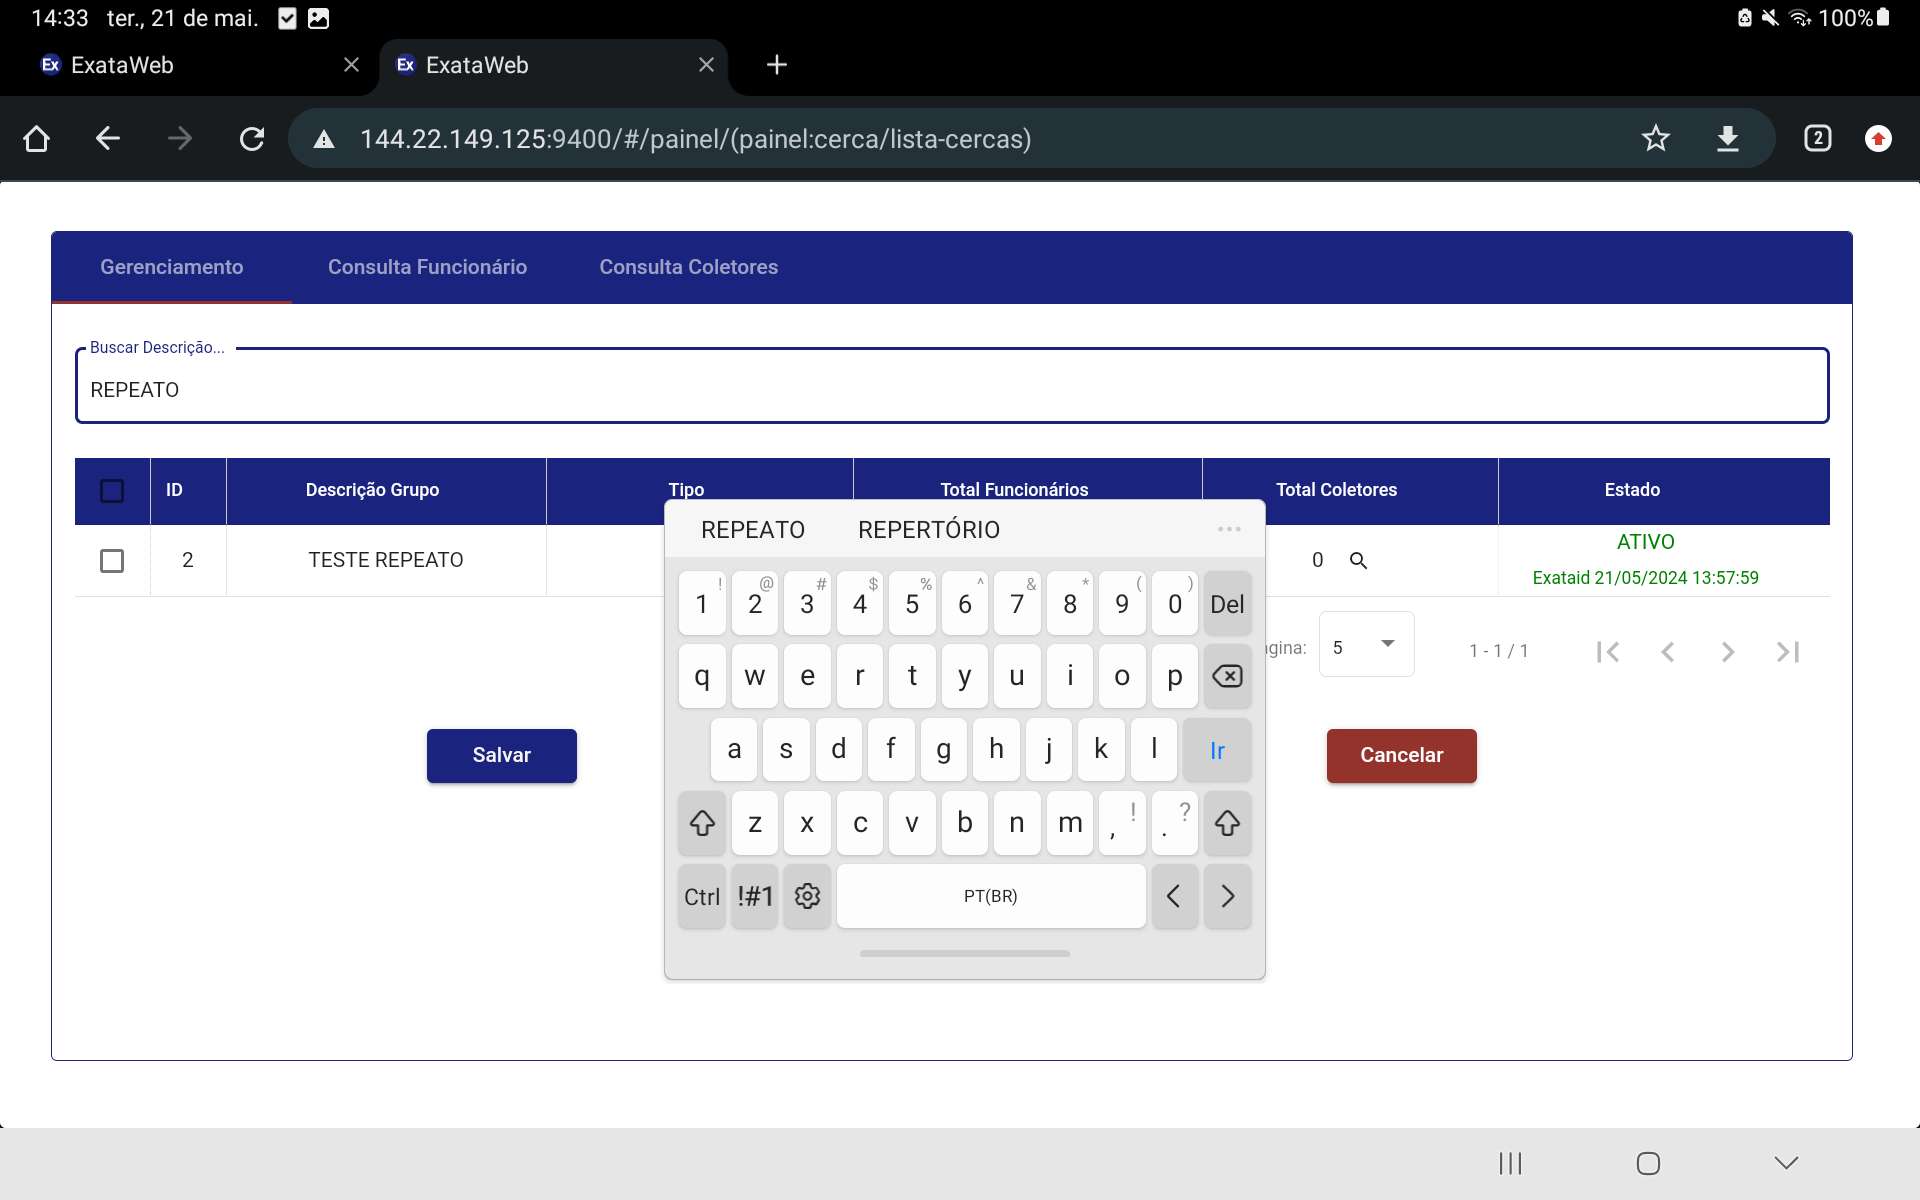 14:33 ter., 21 de mai.
100%
Ex ExataWeb
Ex ExataWeb
144.22.149.125:9400/#/painel/(painel:cerca/lista-cercas)
2
Gerenciamento Consulta Funcionário Consulta Coletores
Buscar Descrição...
REPEATO
ID Descrição Grupo Tipo Total Funcionários Total Coletores Estado
2 TESTE REPEATO 0 ATIVO
Exataid 21/05/2024 13:57:59
gina: 5 1 - 1 / 1
Salvar
Cancelar
REPEATO REPERTÓRIO ...
! @ # $ % ^ & * ( )
1 2 3 4 5 6 7 8 9 0 Del
q w e r t y u i o p
a s d f g h j k l Ir
z x c v b n m , ! . ?
Ctrl !#1 PT(BR) < >